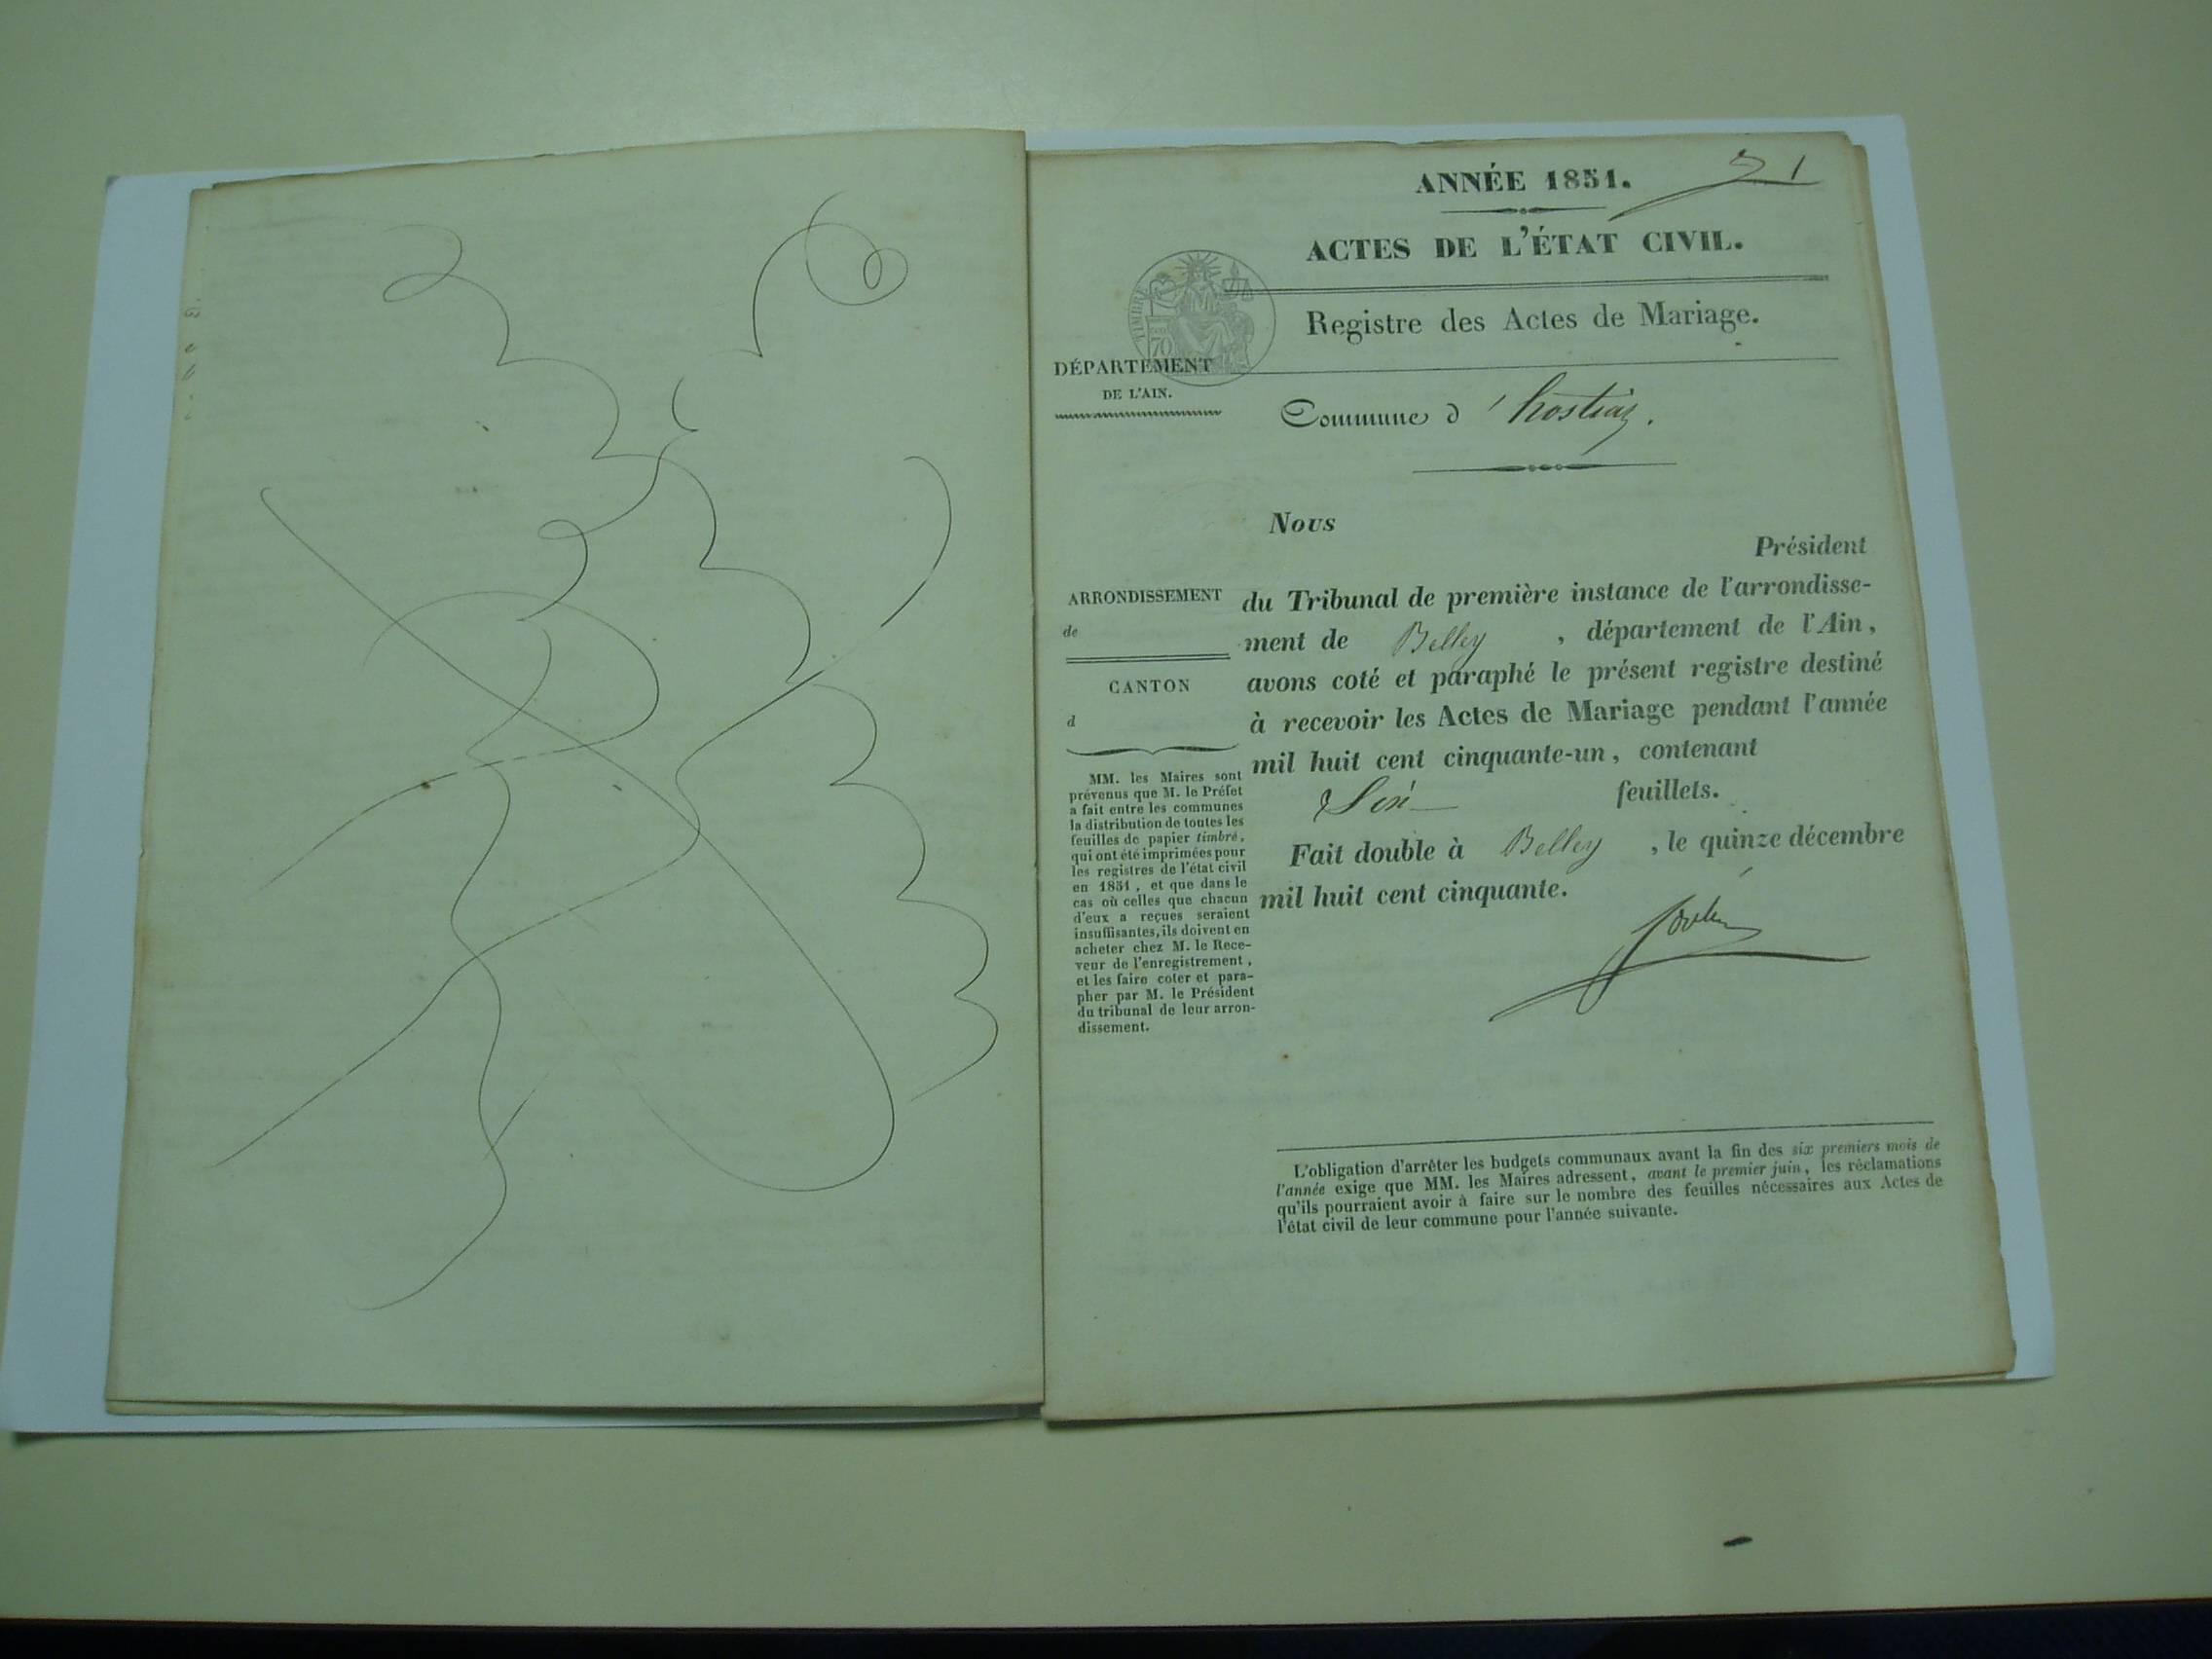 ANNÉE 1851.
1
ACTES DE L'ÉTAT CIVIL.
TIMBRE
70
Registre des Actes de Mariage.
DÉPARTEMENT
DE L'AIN.
Commune d'hostiaz.
Nous
Président
du Tribunal de première instance de l'arrondisse-
ment de Belley, département de l'Ain,
avons coté et paraphé le présent registre destiné
à recevoir les Actes de Mariage pendant l'année
mil huit cent cinquante-un, contenant
feuillets.
Fait double à Belley, le quinze décembre
mil huit cent cinquante.
ARRONDISSEMENT
de
CANTON
d
MM. les Maires sont
prévenus que M. le Préfet
a fait entre les communes
la distribution de toutes les
feuilles de papier timbré,
qui ont été imprimées pour
les registres de l'état civil
en 1851, et que dans le
cas où celles que chacun
d'eux a reçues seraient
insuffisantes, ils doivent en
acheter chez M. le Rece-
veur de l'enregistrement,
et les faire coter et para-
pher par M. le Président
du tribunal de leur arron-
dissement.
L'obligation d'arrêter les budgets communaux avant la fin des six premiers mois de
l'année exige que MM. les Maires adressent, avant le premier juin, les réclamations
qu'ils pourraient avoir à faire sur le nombre des feuilles nécessaires aux Actes de
l'état civil de leur commune pour l'année suivante.